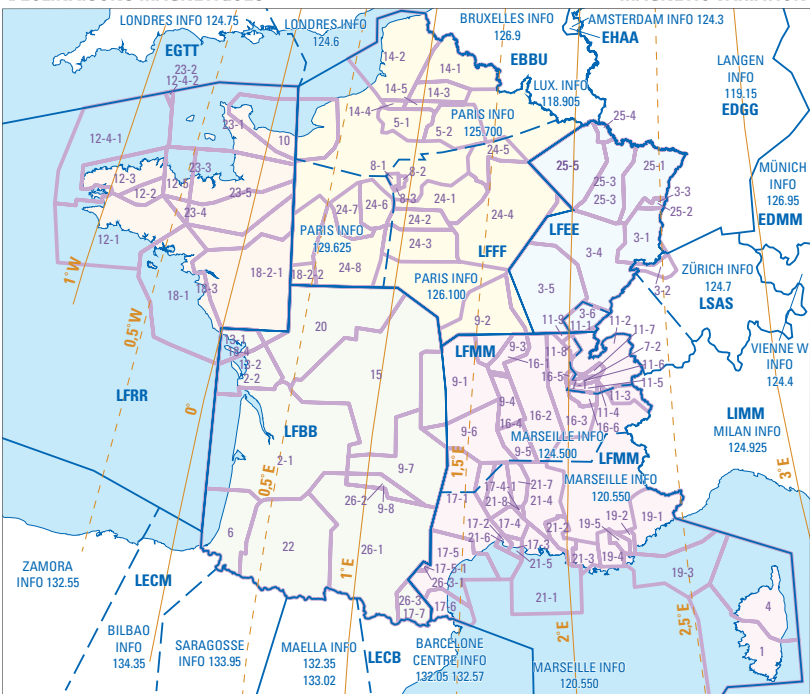 LONDRES INFO 124.75
LONDRES INFO
124.6
BRUXELLES INFO
126.9
AMSTERDAM INFO 124.3
EHAA
EGTT
EBBU
LANGEN
INFO
119.15
EDGG
LUX. INFO
118.905
23-2
12-4-2
14-2
14-1
14-5
14-3
14-4
5-1
5-2
PARIS INFO
125.700
25-4
23-1
10
12-4-1
24-5
25-5
25-1
8-1
8-2
8-3
MÜNICH
INFO
126.95
EDMM
12-3
12-2
12-5
23-3
23-5
23-4
25-3
25-3
3-3
25-2
24-7
24-6
24-1
24-2
24-4
24-3
LFEE
12-1
PARIS INFO
129.625
LFFF
3-1
3-4
1°W
18-2-1
18-2-2
24-8
PARIS INFO
126.100
ZÜRICH INFO
124.7
LSAS
3-2
18-1
18-3
3-5
0,5°W
20
9-2
3-6
11-9
11-1
11-2
11-7
13-1
18-4
13-2
2-2
LFMM
9-3
16-1
11-8
7-2
11-6
VIENNE W
INFO
124.4
LFRR
0°
15
9-1
16-5
7-1
11-5
11-3
9-4
16-4
16-2
16-3
11-4
16-6
LFBB
LIMM
MILAN INFO
124.925
9-6
MARSEILLE INFO
124.500
9-5
LFMM
2-1
9-7
1,5°E
0,5°E
17-4-1
21-7
MARSEILLE INFO
120.550
3°E
26-2
9-8
17-1
21-8
21-4
6
22
26-1
17-2
17-4
21-2
19-5
19-2
19-1
21-6
17-3
17-5
21-5
21-3
19-4
1°E
17-5-1
26-3-1
19-3
ZAMORA
INFO 132.55
LECM
26-3
17-7
17-6
21-1
4
2°E
2,5°E
BILBAO
INFO
134.35
SARAGOSSE
INFO 133.95
MAELLA INFO
132.35
133.02
LECB
BARCELONE
CENTRE INFO
132.05 132.57
MARSEILLE INFO
120.550
1